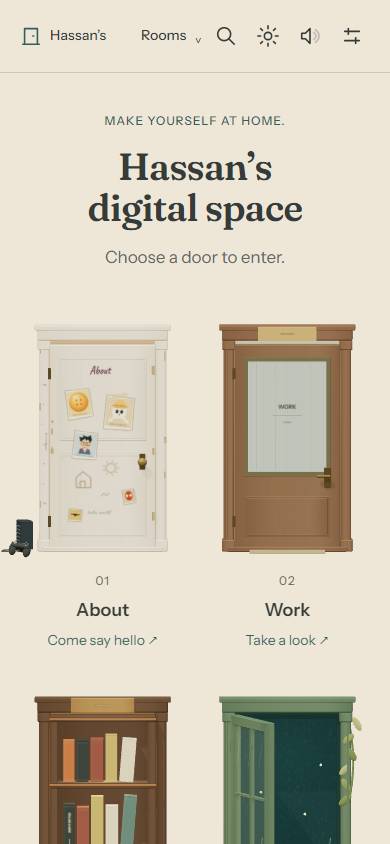 Hassan’s
Rooms
MAKE YOURSELF AT HOME.
Hassan’s
digital space
Choose a door to enter.
About
WORK
01
02
About
Work
Come say hello ↗
Take a look ↗